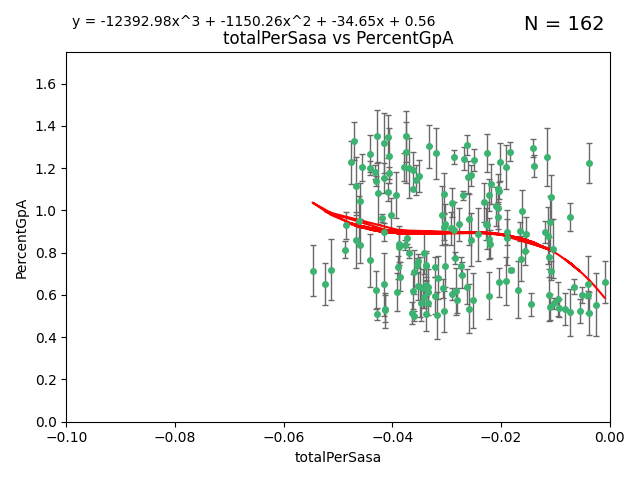 y = -12392.98x^3 + -1150.26x^2 + -34.65x + 0.56
N = 162
totalPerSasa vs PercentGpA
PercentGpA
1.6
1.4
1.2
1.0
0.8
0.6
0.4
0.2
0.0
−0.10 −0.08 −0.06 −0.04 −0.02 0.00
totalPerSasa